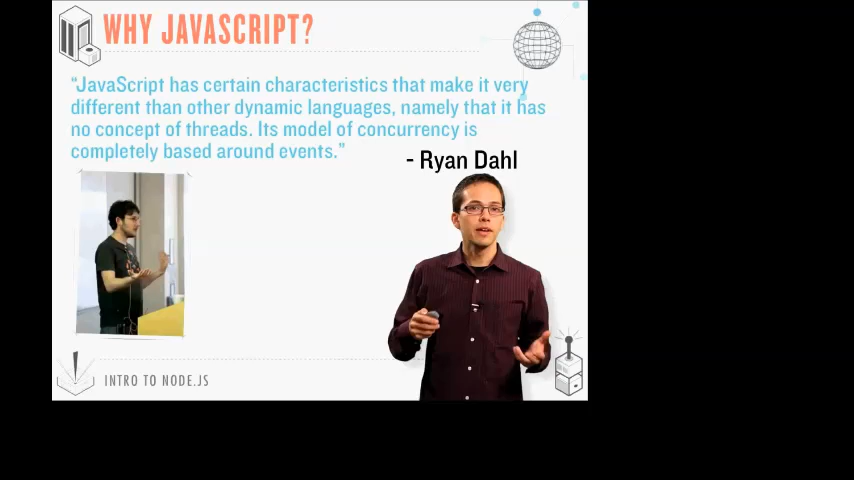 WHY JAVASCRIPT?
“JavaScript has certain characteristics that make it very
different than other dynamic languages, namely that it has
no concept of threads. Its model of concurrency is
completely based around events.”
- Ryan Dahl
INTRO TO NODE.JS